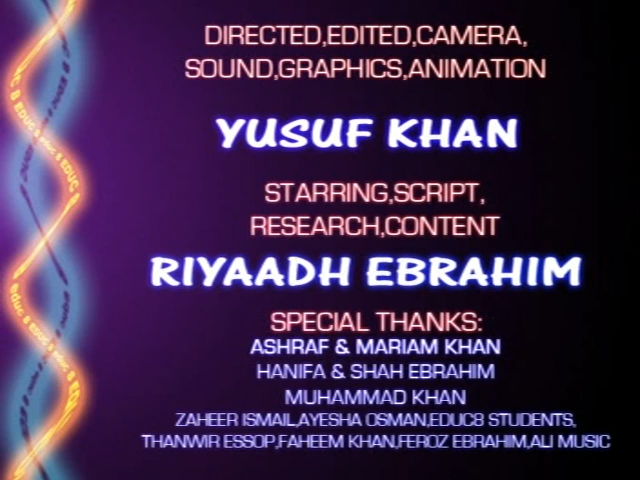 DIRECTED,EDITED,CAMERA,
SOUND,GRAPHICS,ANIMATION
YUSUF KHAN
STARRING,SCRIPT,
RESEARCH,CONTENT
RIYAADH EBRAHIM
SPECIAL THANKS:
ASHRAF & MARIAM KHAN
HANIFA & SHAH EBRAHIM
MUHAMMAD KHAN
ZAHEER ISMAIL,AYESHA OSMAN,EDUC8 STUDENTS,
THANWIR ESSOP,FAHEEM KHAN,FEROZ EBRAHIM,ALI MUSIC